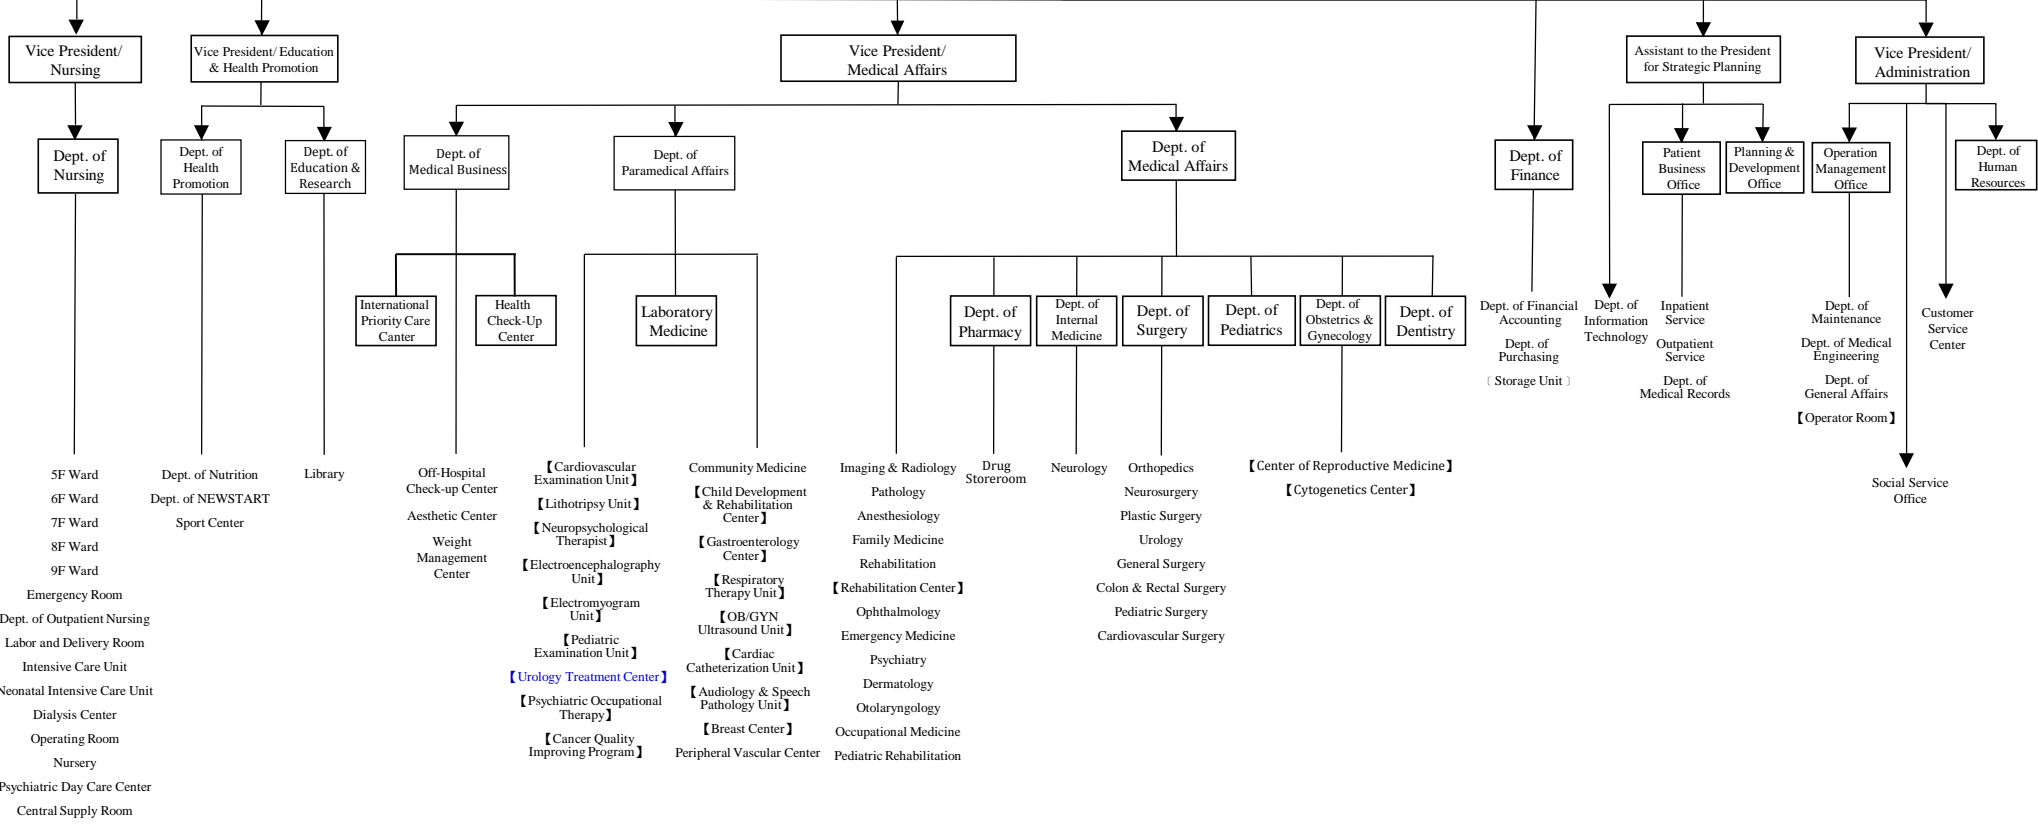 Vice President/
Nursing
Vice President/ Education
& Health Promotion
Vice President/
Medical Affairs
Assistant to the President
for Strategic Planning
Vice President/
Administration
Dept. of
Nursing
Dept. of
Health
Promotion
Dept. of
Education &
Research
Dept. of
Medical Business
Dept. of
Paramedical Affairs
Dept. of
Medical Affairs
Dept. of
Finance
Patient
Business
Office
Planning &
Development
Office
Operation
Management
Office
Dept. of
Human
Resources
International
Priority Care
Canter
Health
Check-Up
Center
Laboratory
Medicine
Dept. of
Pharmacy
Dept. of
Internal
Medicine
Dept. of
Surgery
Dept. of
Pediatrics
Dept. of
Obstetrics &
Gynecology
Dept. of
Dentistry
Dept. of Financial
Accounting
Dept. of
Purchasing
﹝Storage Unit﹞
Dept. of
Information
Technology
Inpatient
Service
Outpatient
Service
Dept. of
Medical Records
Dept. of
Maintenance
Dept. of Medical
Engineering
Dept. of
General Affairs
【Operator Room】
Customer
Service
Center
Social Service
Office
5F Ward
6F Ward
7F Ward
8F Ward
9F Ward
Emergency Room
Dept. of Outpatient Nursing
Labor and Delivery Room
Intensive Care Unit
Neonatal Intensive Care Unit
Dialysis Center
Operating Room
Nursery
Psychiatric Day Care Center
Central Supply Room
Dept. of Nutrition
Dept. of NEWSTART
Sport Center
Library
Off-Hospital
Check-up Center
Aesthetic Center
Weight
Management
Center
【Cardiovascular
Examination Unit】
【Lithotripsy Unit】
【Neuropsychological
Therapist】
【Electroencephalography
Unit】
【Electromyogram
Unit】
【Pediatric
Examination Unit】
【Urology Treatment Center】
【Psychiatric Occupational
Therapy】
【Cancer Quality
Improving Program】
Community Medicine
【Child Development
& Rehabilitation
Center】
【Gastroenterology
Center】
【Respiratory
Therapy Unit】
【OB/GYN
Ultrasound Unit】
【Cardiac
Catheterization Unit】
【Audiology & Speech
Pathology Unit】
【Breast Center】
Peripheral Vascular Center
Imaging & Radiology
Pathology
Anesthesiology
Family Medicine
Rehabilitation
【Rehabilitation Center】
Ophthalmology
Emergency Medicine
Psychiatry
Dermatology
Otolaryngology
Occupational Medicine
Pediatric Rehabilitation
Drug
Storeroom
Neurology
Orthopedics
Neurosurgery
Plastic Surgery
Urology
General Surgery
Colon & Rectal Surgery
Pediatric Surgery
Cardiovascular Surgery
【Center of Reproductive Medicine】
【Cytogenetics Center】